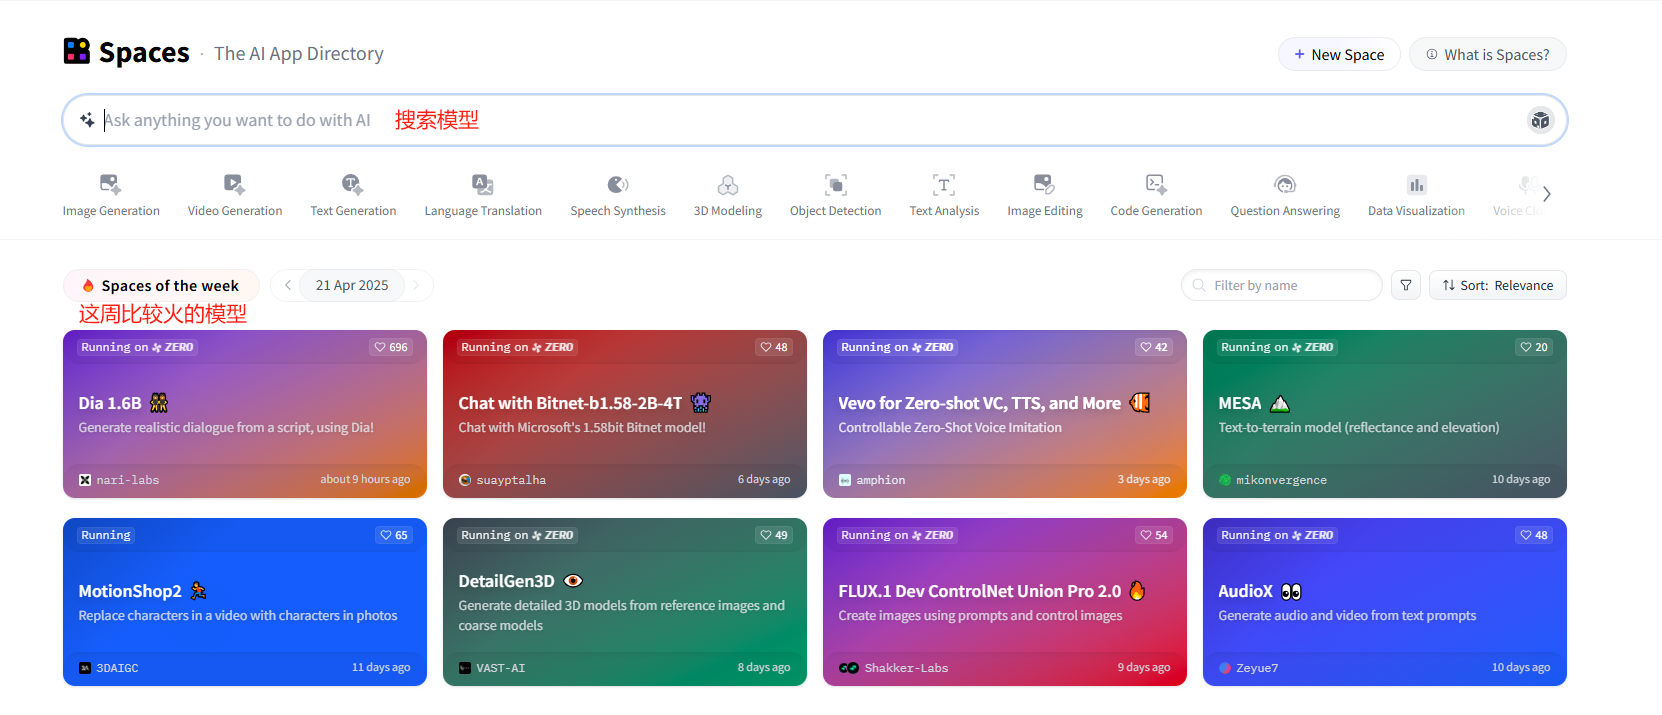 Spaces · The AI App Directory
+ New Space
What is Spaces?
Ask anything you want to do with AI
搜索模型
Image Generation
Video Generation
Text Generation
Language Translation
Speech Synthesis
3D Modeling
Object Detection
Text Analysis
Image Editing
Code Generation
Question Answering
Data Visualization
Voice Clo
Spaces of the week
21 Apr 2025
Filter by name
Sort: Relevance
这周比较火的模型
Running on ZERO
696
Dia 1.6B
Generate realistic dialogue from a script, using Dia!
nari-labs
about 9 hours ago
Running on ZERO
48
Chat with Bitnet-b1.58-2B-4T
Chat with Microsoft's 1.58bit Bitnet model!
suayptalha
6 days ago
Running on ZERO
42
Vevo for Zero-shot VC, TTS, and More
Controllable Zero-Shot Voice Imitation
amphion
3 days ago
Running on ZERO
20
MESA
Text-to-terrain model (reflectance and elevation)
mikonvergence
10 days ago
Running
65
MotionShop2
Replace characters in a video with characters in photos
3DAIGC
11 days ago
Running on ZERO
49
DetailGen3D
Generate detailed 3D models from reference images and
coarse models
VAST-AI
8 days ago
Running on ZERO
54
FLUX.1 Dev ControlNet Union Pro 2.0
Create images using prompts and control images
Shakker-Labs
9 days ago
Running on ZERO
48
AudioX
Generate audio and video from text prompts
Zeyue7
10 days ago